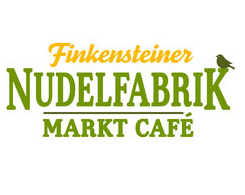 Finkensteiner
NUDELFABRIK
MARKT CAFÉ